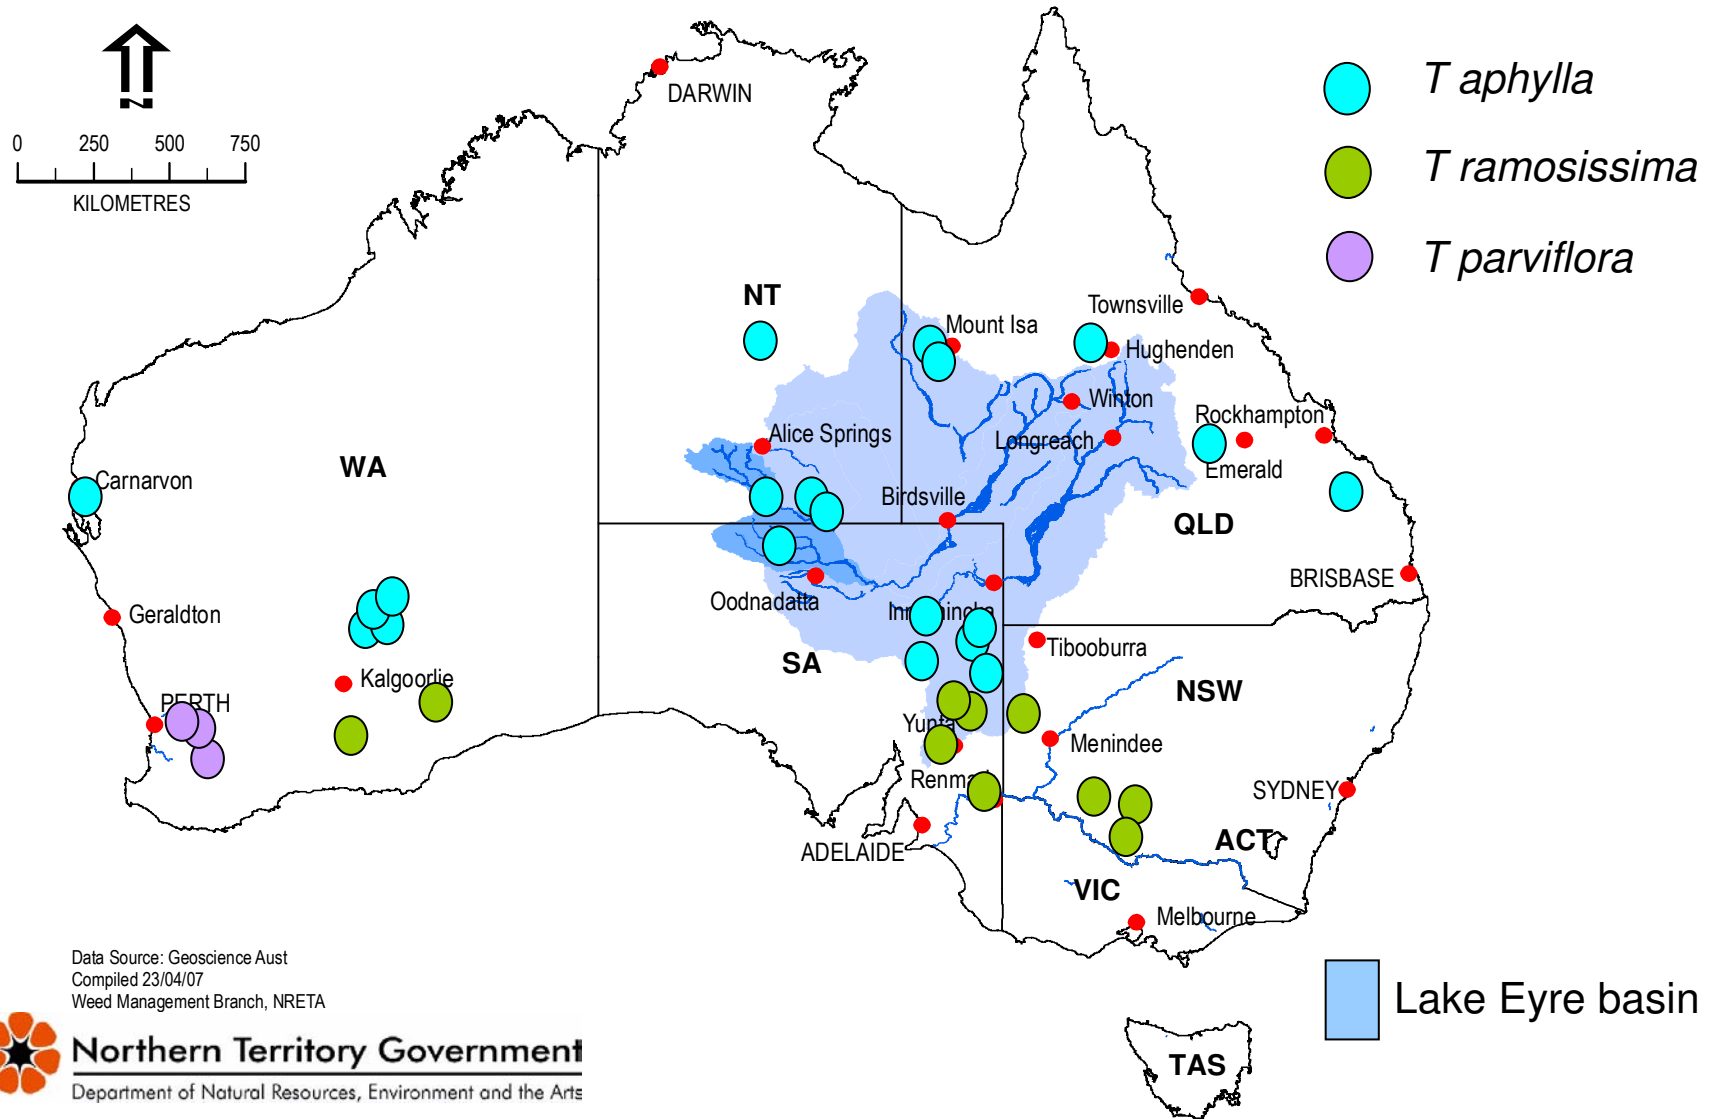 T aphylla
T ramosissima
T parviflora
N
0 250 500 750
KILOMETRES
DARWIN
NT
Townsville
Mount Isa
Hughenden
Winton
Rockhampton
Alice Springs
Longreach
WA
Emerald
Carnarvon
Birdsville
QLD
BRISBASE
Oodnadatta
Geraldton
Tibooburra
SA
Kalgoorlie
NSW
PERTH
Yunta
Menindee
SYDNEY
ACT
ADELAIDE
VIC
Melbourne
Data Source: Geoscience Aust
Compiled 23/04/07
Weed Management Branch, NRETA
Lake Eyre basin
Northern Territory Government
Department of Natural Resources, Environment and the Arts
TAS